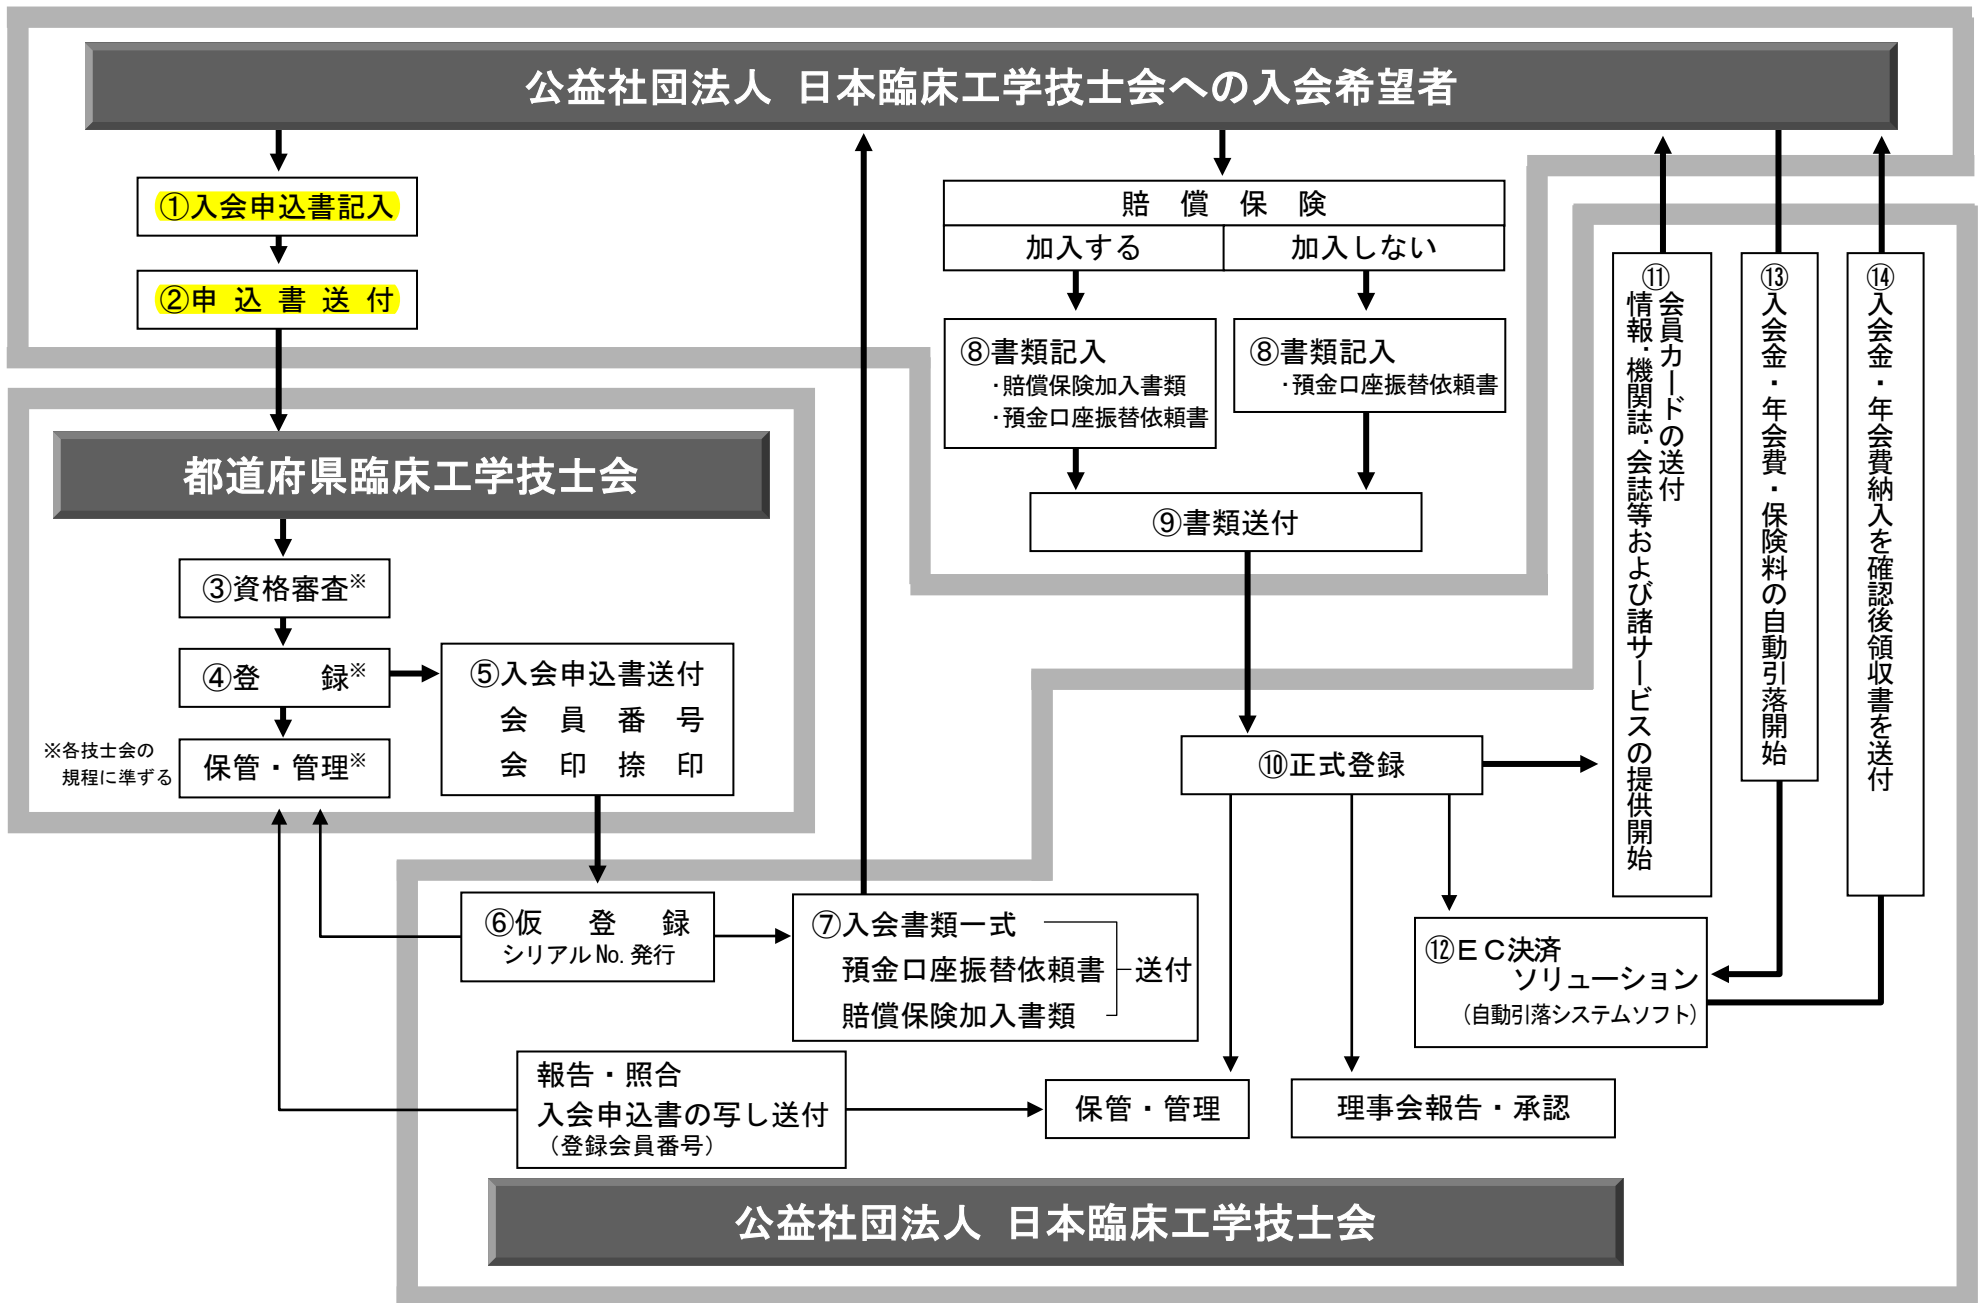 公益社団法人 日本臨床工学技士会への入会希望者
①入会申込書記入
②申込書送付
賠償保険
加入する
加入しない
⑧書類記入
・賠償保険加入書類
・預金口座振替依頼書
⑧書類記入
・預金口座振替依頼書
⑨書類送付
都道府県臨床工学技士会
③資格審査※
④登録※
保管・管理※
※各技士会の
規程に準ずる
⑤入会申込書送付
会員番号
会印捺印
⑥仮登録
シリアルNo.発行
⑦入会書類一式
預金口座振替依頼書
賠償保険加入書類
送付
⑩正式登録
⑪
会員カードの送付
情報・機関誌・会誌等および諸サービスの提供開始
⑬入会金・年会費・保険料の自動引落開始
⑭入会金・年会費納入を確認後領収書を送付
⑫EC決済
ソリューション
(自動引落システムソフト)
報告・照合
入会申込書の写し送付
(登録会員番号)
保管・管理
理事会報告・承認
公益社団法人 日本臨床工学技士会